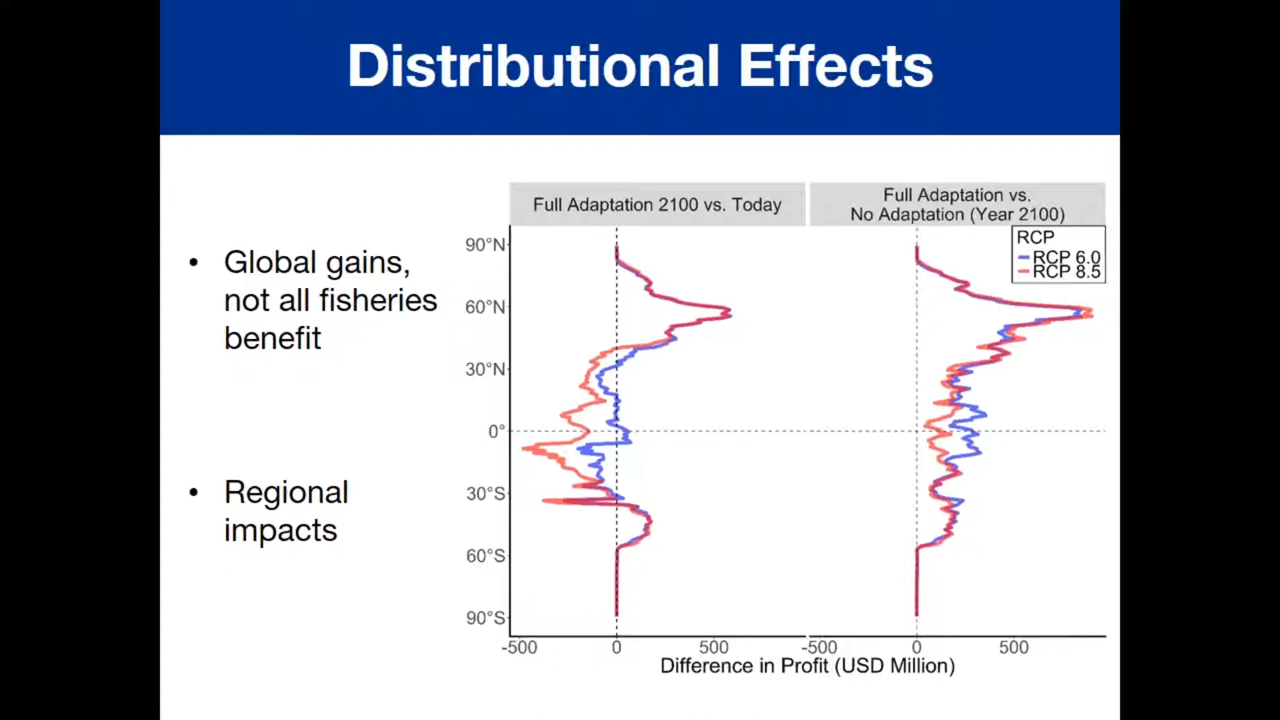 Distributional Effects
• Global gains,
not all fisheries
benefit
• Regional
impacts
Full Adaptation 2100 vs. Today
Full Adaptation vs.
No Adaptation (Year 2100)
RCP
RCP 6.0
RCP 8.5
90°N
60°N
30°N
0°
30°S
60°S
90°S
-500 0 500
-500 0 500
Difference in Profit (USD Million)